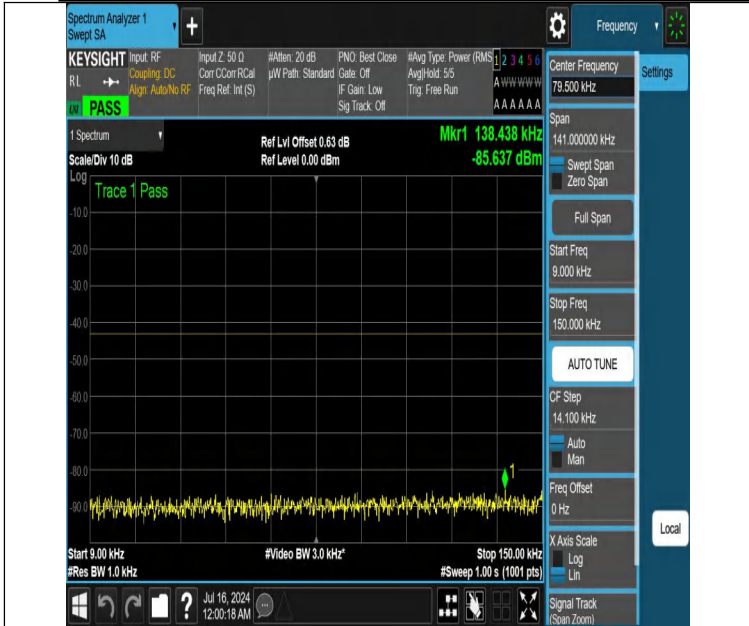 Spectrum Analyzer 1
Swept SA
+
Frequency
KEYSIGHT
RL
LXI
PASS
Input: RF
Coupling: DC
Align: Auto/No RF
Input Z: 50 Ω
Corr CCorr RCal
Freq Ref: Int (S)
#Atten: 20 dB
µW Path: Standard
PNO: Best Close
Gate: Off
IF Gain: Low
Sig Track: Off
#Avg Type: Power (RMS
Avg|Hold: 5/5
Trig: Free Run
1 2 3 4 5 6
A W W W W W
A A A A A A
1 Spectrum
Scale/Div 10 dB
Ref Lvl Offset 0.63 dB
Ref Level 0.00 dBm
Mkr1 138.438 kHz
-85.637 dBm
Log
Trace 1 Pass
-10.0
-20.0
-30.0
-40.0
-50.0
-60.0
-70.0
-80.0
-90.0
1
Start 9.00 kHz
#Res BW 1.0 kHz
#Video BW 3.0 kHz*
Stop 150.00 kHz
#Sweep 1.00 s (1001 pts)
Center Frequency
79.500 kHz
Settings
Span
141.000000 kHz
Swept Span
Zero Span
Full Span
Start Freq
9.000 kHz
Stop Freq
150.000 kHz
AUTO TUNE
CF Step
14.100 kHz
Auto
Man
Freq Offset
0 Hz
Local
X Axis Scale
Log
Lin
Signal Track
(Span Zoom)
?
Jul 16, 2024
12:00:18 AM